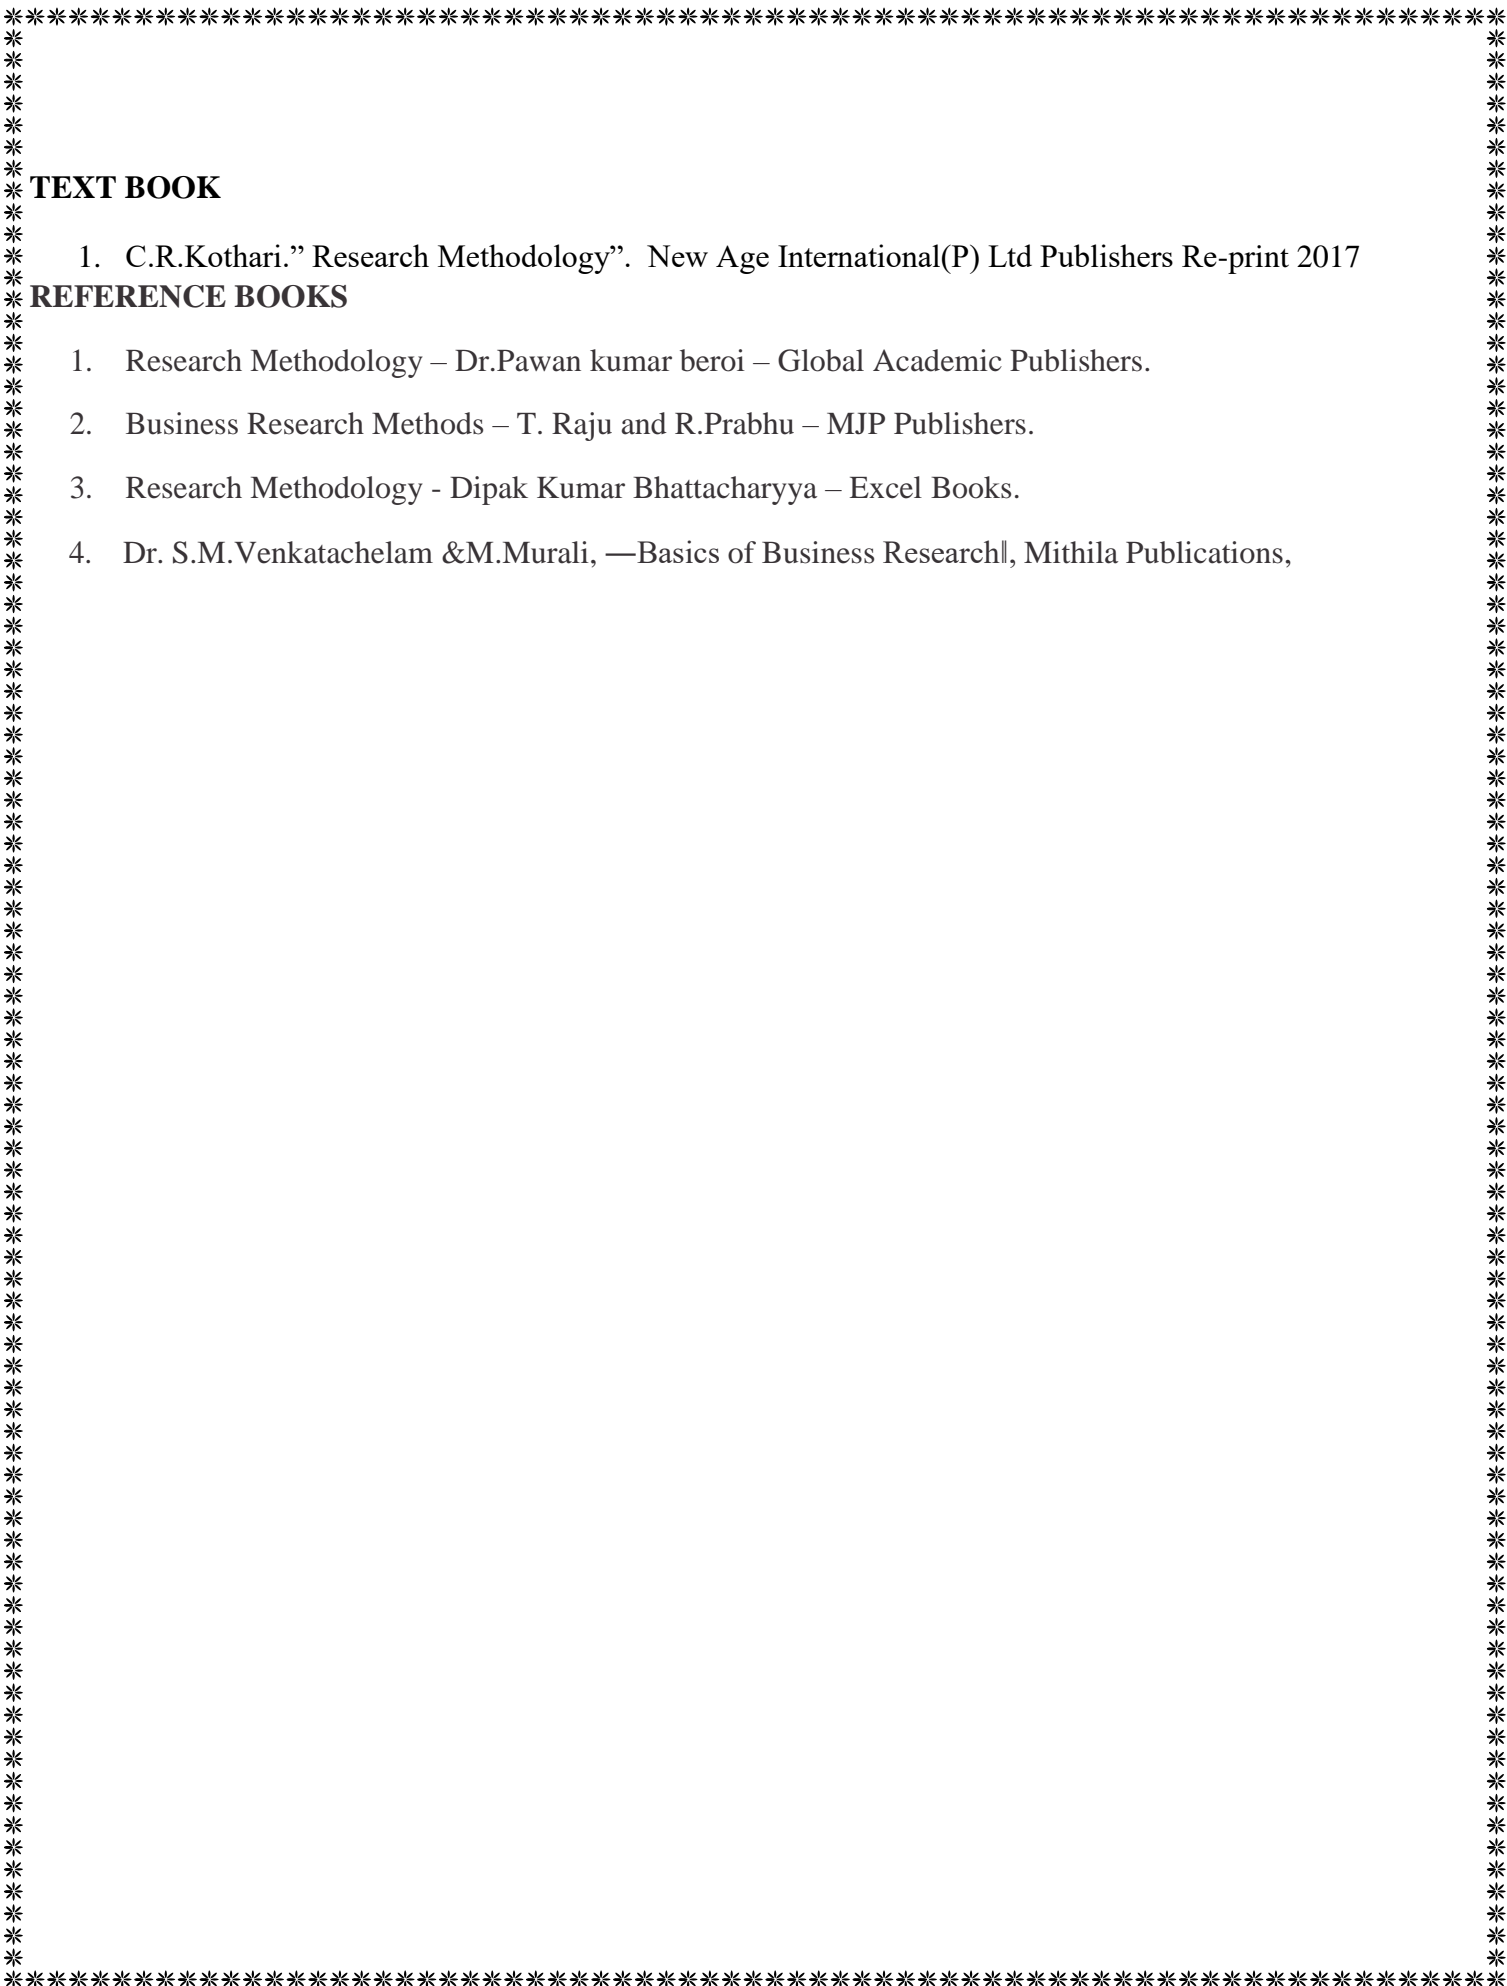 TEXT BOOK
1. C.R.Kothari.” Research Methodology”. New Age International(P) Ltd Publishers Re-print 2017
REFERENCE BOOKS
1. Research Methodology – Dr.Pawan kumar beroi – Global Academic Publishers.
2. Business Research Methods – T. Raju and R.Prabhu – MJP Publishers.
3. Research Methodology - Dipak Kumar Bhattacharyya – Excel Books.
4. Dr. S.M.Venkatachelam &M.Murali, ―Basics of Business Research‖, Mithila Publications,